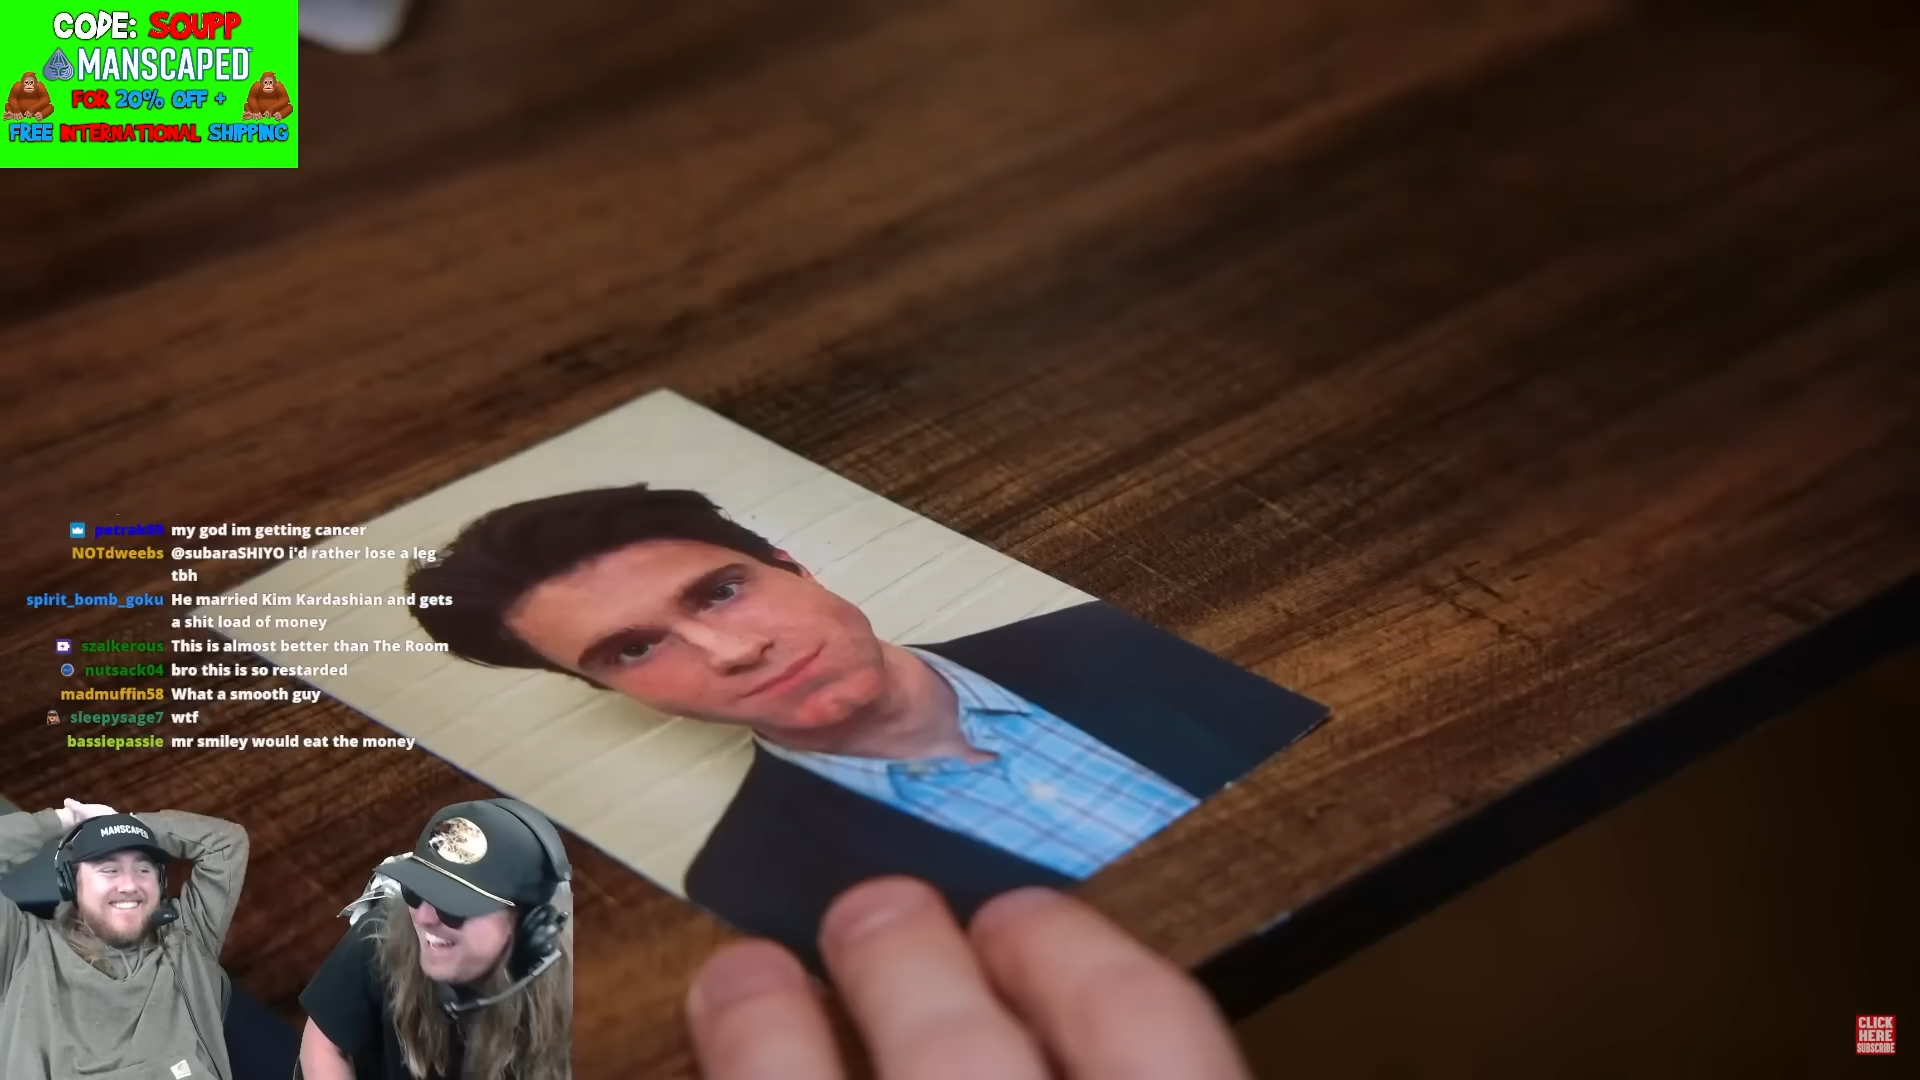 CODE: SOUPP
MANSCAPED
FOR 20% OFF +
FREE INTERNATIONAL SHIPPING
petrak88 my god im getting cancer
NOTdweebs @subaraSHIYO i'd rather lose a leg
tbh
spirit_bomb_goku He married Kim Kardashian and gets
a shit load of money
szalkerous This is almost better than The Room
nutsack04 bro this is so restarded
madmuffin58 What a smooth guy
sleepysage7 wtf
bassiepassie mr smiley would eat the money
MANSCAPED
CLICK
HERE
SUBSCRIBE